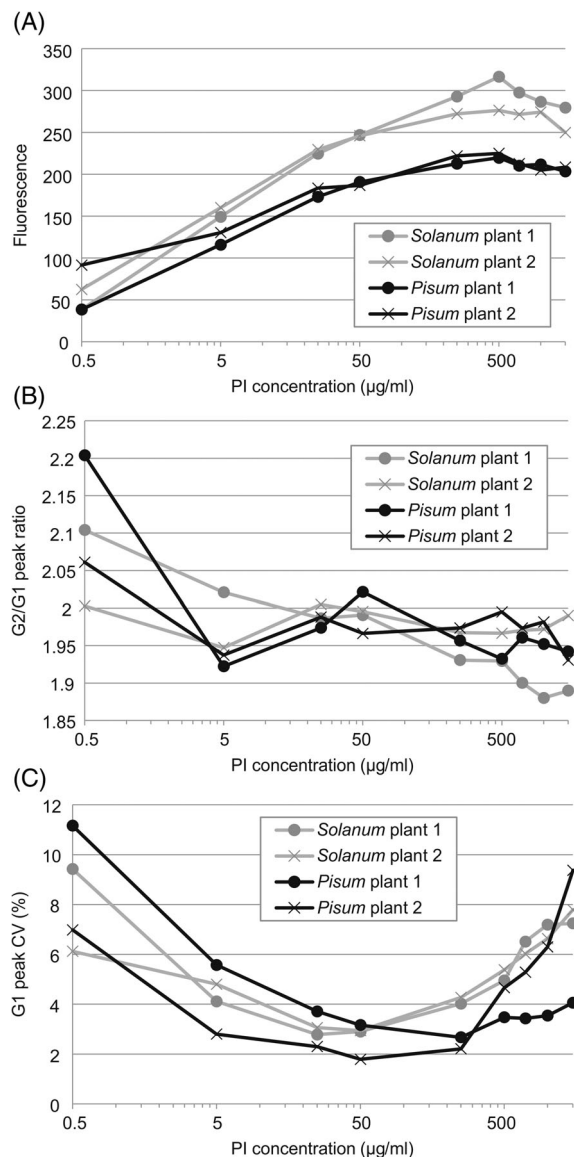 (A)
350
300
250
200
150
100
50
0
Fluorescence
Solanum plant 1
Solanum plant 2
Pisum plant 1
Pisum plant 2
0.5 5 50 500
PI concentration (µg/ml)
(B)
2.25
2.2
2.15
2.1
2.05
2
1.95
1.9
1.85
G2/G1 peak ratio
Solanum plant 1
Solanum plant 2
Pisum plant 1
Pisum plant 2
0.5 5 50 500
PI concentration (µg/ml)
(C)
12
10
8
6
4
2
0
G1 peak CV (%)
Solanum plant 1
Solanum plant 2
Pisum plant 1
Pisum plant 2
0.5 5 50 500
PI concentration (µg/ml)